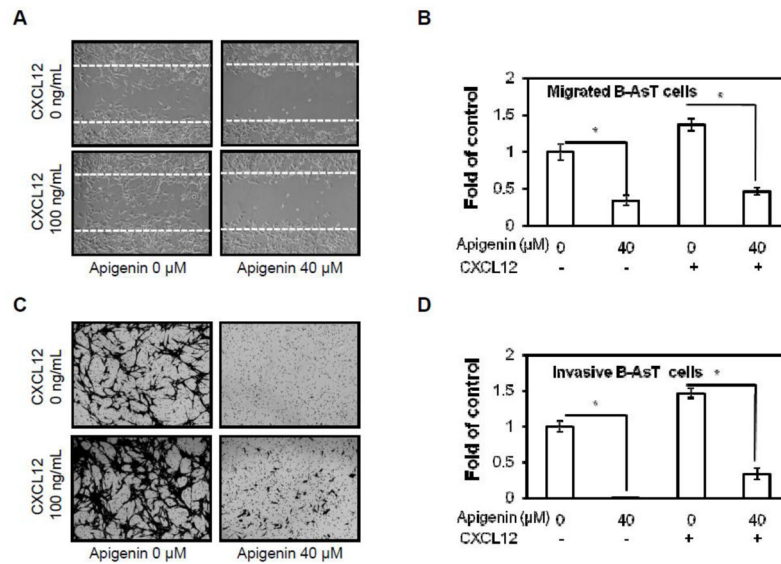 A
CXCL12
0 ng/mL
CXCL12
100 ng/mL
Apigenin 0 µM
Apigenin 40 µM
B
Migrated B-AsT cells
Fold of control
2
1.5
1
0.5
0
*
*
Apigenin (µM) 0 40 0 40
CXCL12 - - + +
C
CXCL12
0 ng/mL
CXCL12
100 ng/mL
Apigenin 0 µM
Apigenin 40 µM
D
Invasive B-AsT cells
Fold of control
2
1.5
1
0.5
0
*
*
Apigenin (µM) 0 40 0 40
CXCL12 - - + +